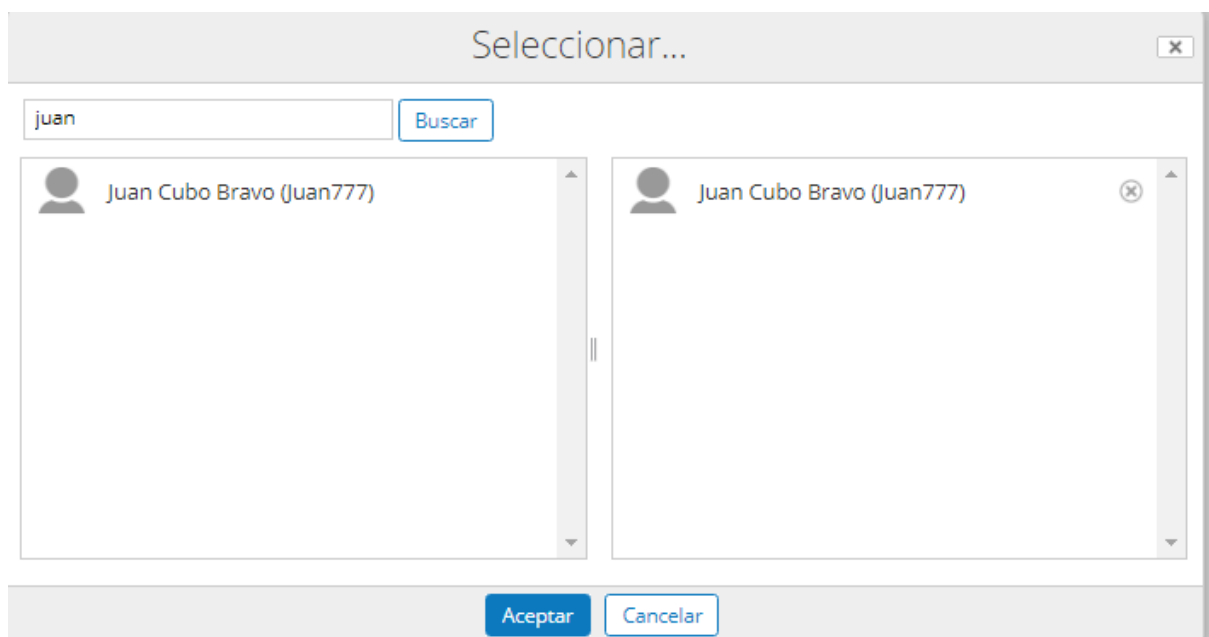 Seleccionar...
juan
Buscar
Juan Cubo Bravo (Juan777)
Juan Cubo Bravo (Juan777)
Aceptar
Cancelar